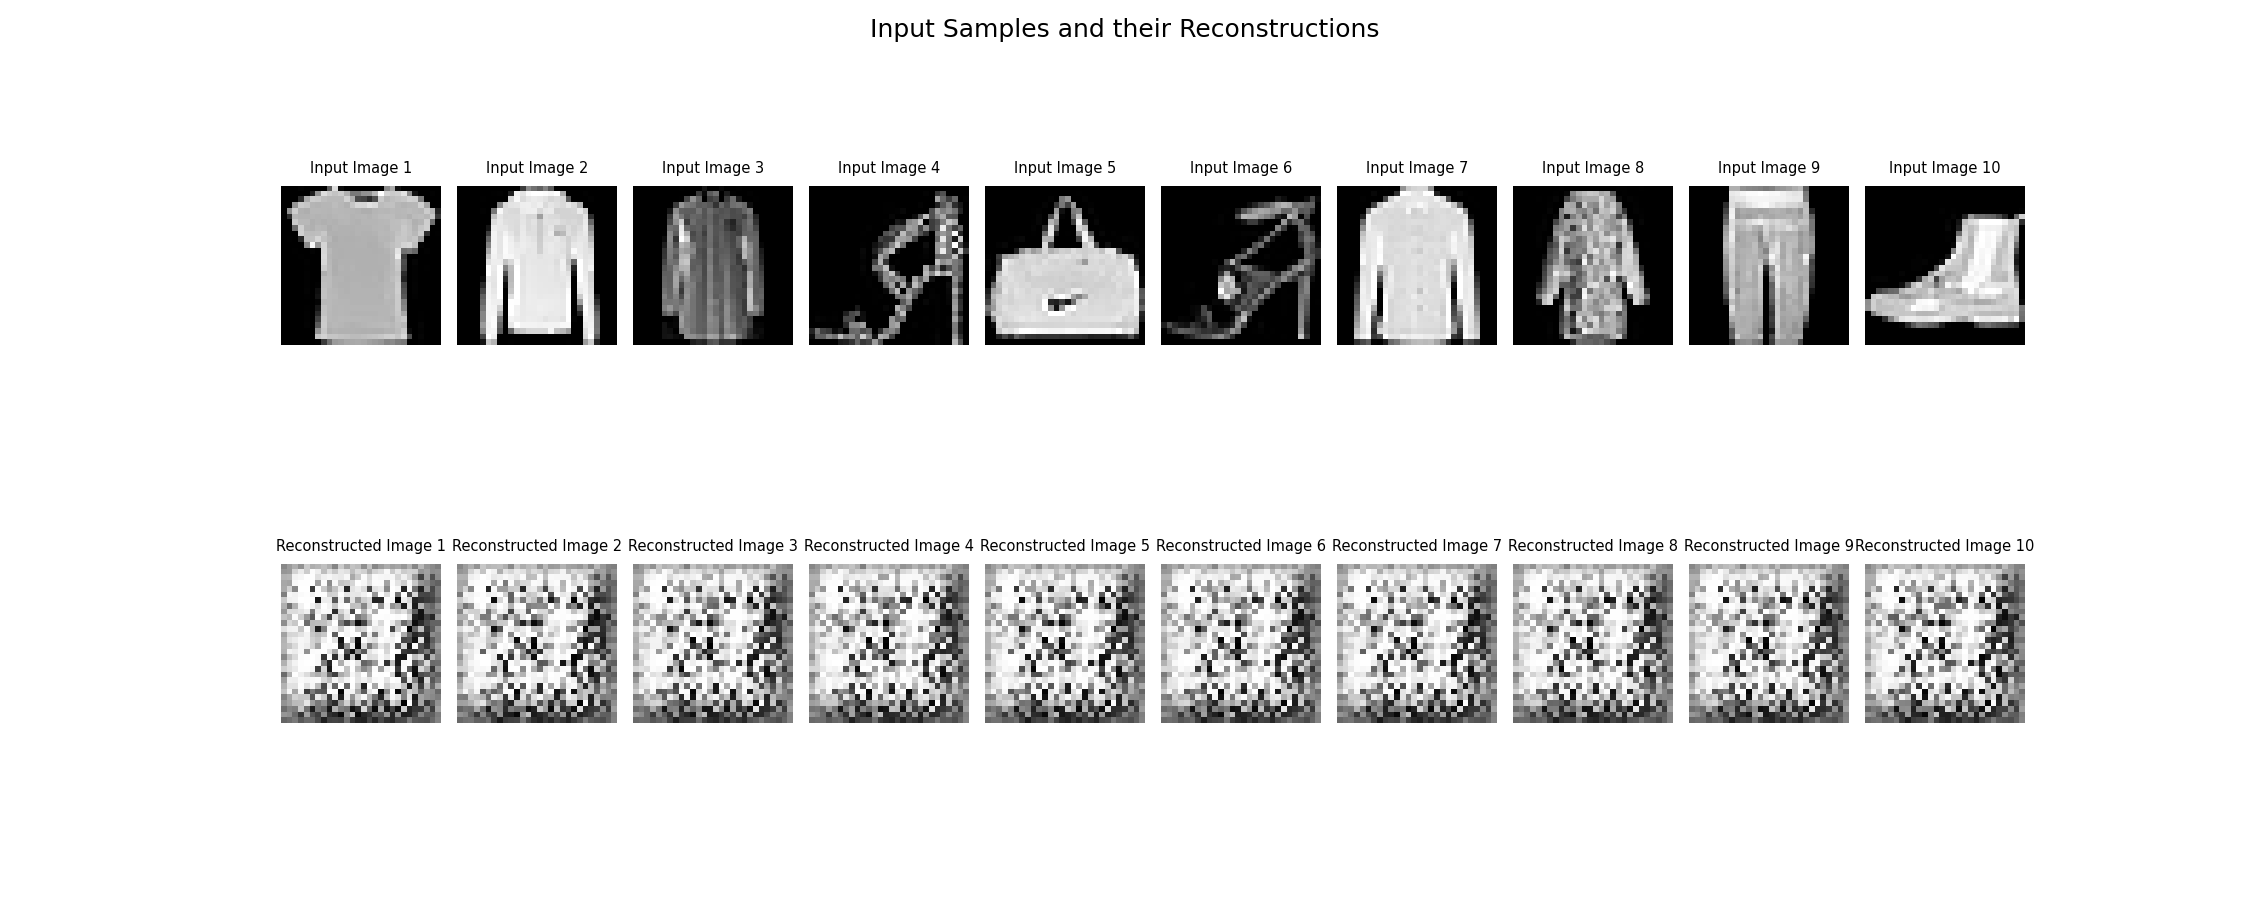 Input Samples and their Reconstructions
Input Image 1 Input Image 2 Input Image 3 Input Image 4 Input Image 5 Input Image 6 Input Image 7 Input Image 8 Input Image 9 Input Image 10
Reconstructed Image 1 Reconstructed Image 2 Reconstructed Image 3 Reconstructed Image 4 Reconstructed Image 5 Reconstructed Image 6 Reconstructed Image 7 Reconstructed Image 8 Reconstructed Image 9 Reconstructed Image 10